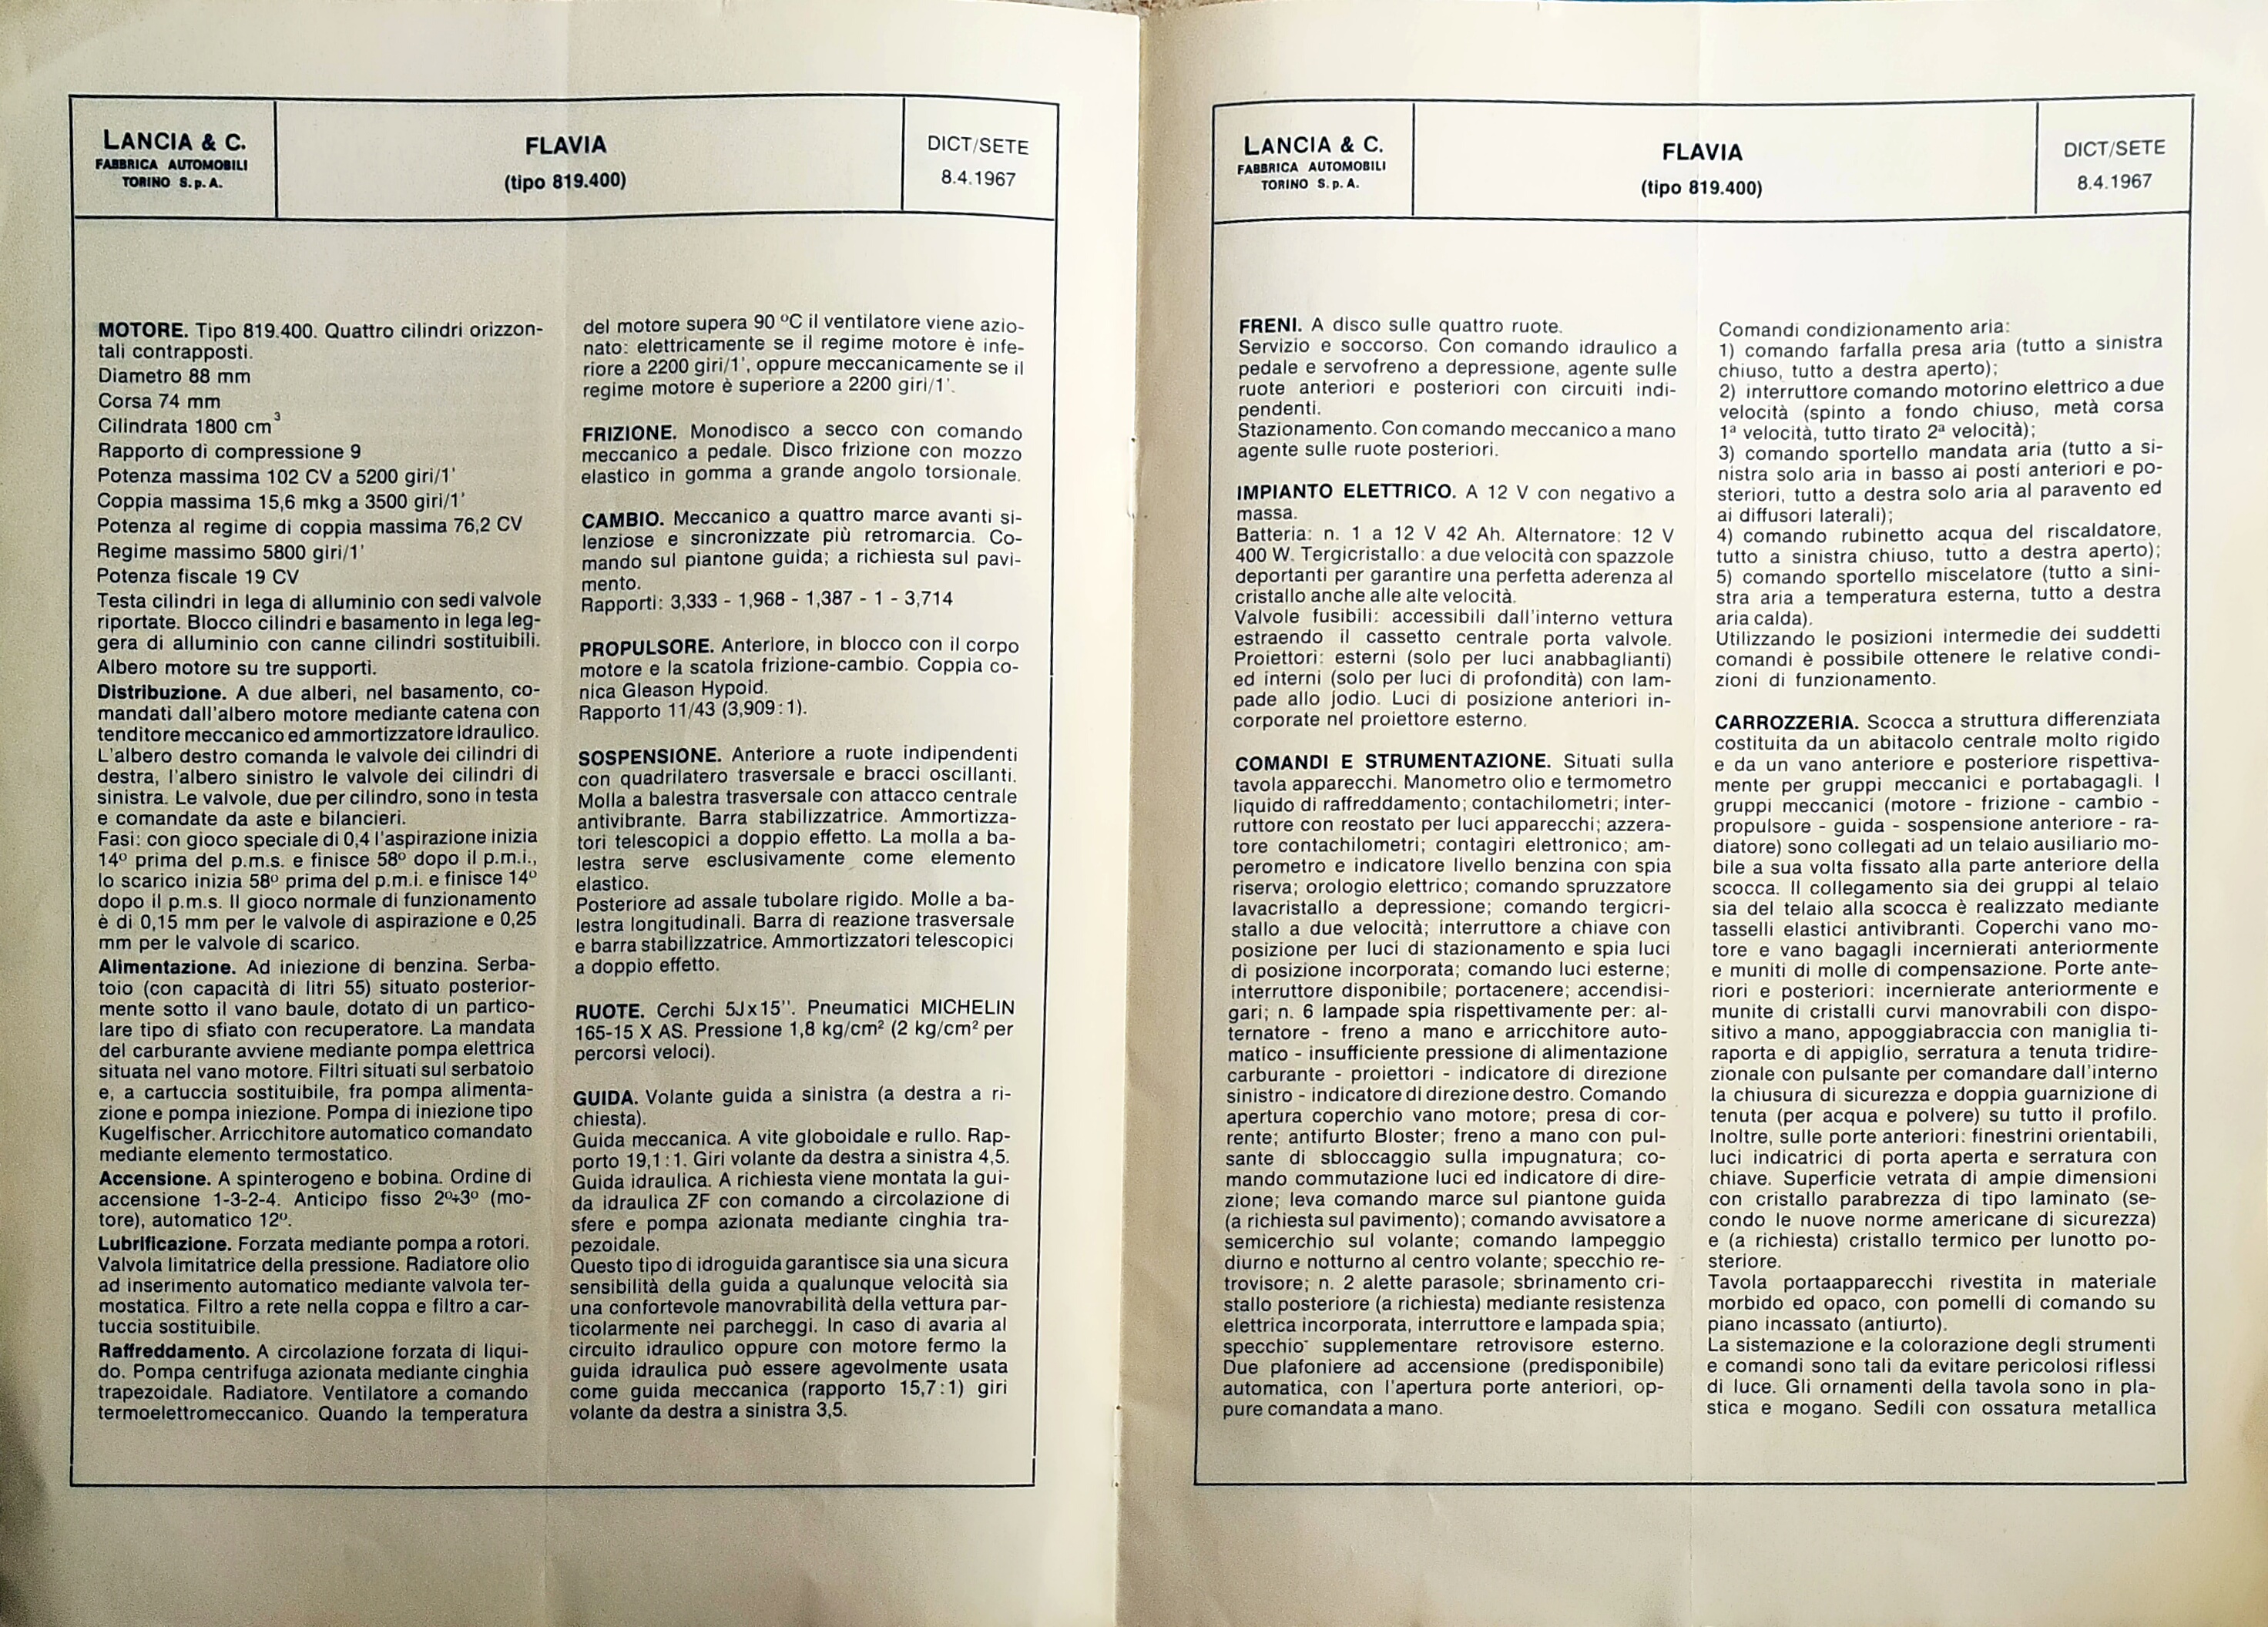 LANCIA & C.
FABBRICA AUTOMOBILI
TORINO S.p.A.
FLAVIA
(tipo 819.400)
DICT/SETE
8.4.1967
MOTORE. Tipo 819.400. Quattro cilindri orizzon-
tali contrapposti.
Diametro 88 mm
Corsa 74 mm
Cilindrata 1800 cm³
Rapporto di compressione 9
Potenza massima 102 CV a 5200 giri/1'
Coppia massima 15,6 mkg a 3500 giri/1'
Potenza al regime di coppia massima 76,2 CV
Regime massimo 5800 giri/1'
Potenza fiscale 19 CV
Testa cilindri in lega di alluminio con sedi valvole
riportate. Blocco cilindri e basamento in lega leg-
gera di alluminio con canne cilindri sostituibili.
Albero motore su tre supporti.
Distribuzione. A due alberi, nel basamento, co-
mandati dall'albero motore mediante catena con
tenditore meccanico ed ammortizzatore idraulico.
L'albero destro comanda le valvole dei cilindri di
destra, l'albero sinistro le valvole dei cilindri di
sinistra. Le valvole, due per cilindro, sono in testa
e comandate da aste e bilancieri.
Fasi: con gioco speciale di 0,4 l'aspirazione inizia
14º prima del p.m.s. e finisce 58º dopo il p.m.i.,
lo scarico inizia 58º prima del p.m.i. e finisce 14º
dopo il p.m.s. Il gioco normale di funzionamento
è di 0,15 mm per le valvole di aspirazione e 0,25
mm per le valvole di scarico.
Alimentazione. Ad iniezione di benzina. Serba-
toio (con capacità di litri 55) situato posterior-
mente sotto il vano baule, dotato di un partico-
lare tipo di sfiato con recuperatore. La mandata
del carburante avviene mediante pompa elettrica
situata nel vano motore. Filtri situati sul serbatoio
e, a cartuccia sostituibile, fra pompa alimenta-
zione e pompa iniezione. Pompa di iniezione tipo
Kugelfischer. Arricchitore automatico comandato
mediante elemento termostatico.
Accensione. A spinterogeno e bobina. Ordine di
accensione 1-3-2-4. Anticipo fisso 2º÷3º (mo-
tore), automatico 12º.
Lubrificazione. Forzata mediante pompa a rotori.
Valvola limitatrice della pressione. Radiatore olio
ad inserimento automatico mediante valvola ter-
mostatica. Filtro a rete nella coppa e filtro a car-
tuccia sostituibile.
Raffreddamento. A circolazione forzata di liqui-
do. Pompa centrifuga azionata mediante cinghia
trapezoidale. Radiatore. Ventilatore a comando
termoelettromeccanico. Quando la temperatura
del motore supera 90 ºC il ventilatore viene azio-
nato: elettricamente se il regime motore è infe-
riore a 2200 giri/1', oppure meccanicamente se il
regime motore è superiore a 2200 giri/1'.
FRIZIONE. Monodisco a secco con comando
meccanico a pedale. Disco frizione con mozzo
elastico in gomma a grande angolo torsionale.
CAMBIO. Meccanico a quattro marce avanti si-
lenziose e sincronizzate più retromarcia. Co-
mando sul piantone guida; a richiesta sul pavi-
mento.
Rapporti: 3,333 - 1,968 - 1,387 - 1 - 3,714
PROPULSORE. Anteriore, in blocco con il corpo
motore e la scatola frizione-cambio. Coppia co-
nica Gleason Hypoid.
Rapporto 11/43 (3,909:1).
SOSPENSIONE. Anteriore a ruote indipendenti
con quadrilatero trasversale e bracci oscillanti.
Molla a balestra trasversale con attacco centrale
antivibrante. Barra stabilizzatrice. Ammortizza-
tori telescopici a doppio effetto. La molla a ba-
lestra serve esclusivamente come elemento
elastico.
Posteriore ad assale tubolare rigido. Molle a ba-
lestra longitudinali. Barra di reazione trasversale
e barra stabilizzatrice. Ammortizzatori telescopici
a doppio effetto.
RUOTE. Cerchi 5Jx15''. Pneumatici MICHELIN
165-15 X AS. Pressione 1,8 kg/cm² (2 kg/cm² per
percorsi veloci).
GUIDA. Volante guida a sinistra (a destra a ri-
chiesta).
Guida meccanica. A vite globoidale e rullo. Rap-
porto 19,1:1. Giri volante da destra a sinistra 4,5.
Guida idraulica. A richiesta viene montata la gui-
da idraulica ZF con comando a circolazione di
sfere e pompa azionata mediante cinghia tra-
pezoidale.
Questo tipo di idroguida garantisce sia una sicura
sensibilità della guida a qualunque velocità sia
una confortevole manovrabilità della vettura par-
ticolarmente nei parcheggi. In caso di avaria al
circuito idraulico oppure con motore fermo la
guida idraulica può essere agevolmente usata
come guida meccanica (rapporto 15,7:1) giri
volante da destra a sinistra 3,5.
LANCIA & C.
FABBRICA AUTOMOBILI
TORINO S.p.A.
FLAVIA
(tipo 819.400)
DICT/SETE
8.4.1967
FRENI. A disco sulle quattro ruote.
Servizio e soccorso. Con comando idraulico a
pedale e servofreno a depressione, agente sulle
ruote anteriori e posteriori con circuiti indi-
pendenti.
Stazionamento. Con comando meccanico a mano
agente sulle ruote posteriori.
IMPIANTO ELETTRICO. A 12 V con negativo a
massa.
Batteria: n. 1 a 12 V 42 Ah. Alternatore: 12 V
400 W. Tergicristallo: a due velocità con spazzole
deportanti per garantire una perfetta aderenza al
cristallo anche alle alte velocità.
Valvole fusibili: accessibili dall'interno vettura
estraendo il cassetto centrale porta valvole.
Proiettori: esterni (solo per luci anabbaglianti)
ed interni (solo per luci di profondità) con lam-
pade allo jodio. Luci di posizione anteriori in-
corporate nel proiettore esterno.
COMANDI E STRUMENTAZIONE. Situati sulla
tavola apparecchi. Manometro olio e termometro
liquido di raffreddamento; contachilometri; inter-
ruttore con reostato per luci apparecchi; azzera-
tore contachilometri; contagiri elettronico; am-
perometro e indicatore livello benzina con spia
riserva; orologio elettrico; comando spruzzatore
lavacristallo a depressione; comando tergicri-
stallo a due velocità; interruttore a chiave con
posizione per luci di stazionamento e spia luci
di posizione incorporata; comando luci esterne;
interruttore disponibile; portacenere; accendisi-
gari; n. 6 lampade spia rispettivamente per: al-
ternatore - freno a mano e arricchitore auto-
matico - insufficiente pressione di alimentazione
carburante - proiettori - indicatore di direzione
sinistro - indicatore di direzione destro. Comando
apertura coperchio vano motore; presa di cor-
rente; antifurto Bloster; freno a mano con pul-
sante di sbloccaggio sulla impugnatura; co-
mando commutazione luci ed indicatore di dire-
zione; leva comando marce sul piantone guida
(a richiesta sul pavimento); comando avvisatore a
semicerchio sul volante; comando lampeggio
diurno e notturno al centro volante; specchio re-
trovisore; n. 2 alette parasole; sbrinamento cri-
stallo posteriore (a richiesta) mediante resistenza
elettrica incorporata, interruttore e lampada spia;
specchio supplementare retrovisore esterno.
Due plafoniere ad accensione (predisponibile)
automatica, con l'apertura porte anteriori, op-
pure comandata a mano.
Comandi condizionamento aria:
1) comando farfalla presa aria (tutto a sinistra
chiuso, tutto a destra aperto);
2) interruttore comando motorino elettrico a due
velocità (spinto a fondo chiuso, metà corsa
1ª velocità, tutto tirato 2ª velocità);
3) comando sportello mandata aria (tutto a si-
nistra solo aria in basso ai posti anteriori e po-
steriori, tutto a destra solo aria al paravento ed
ai diffusori laterali);
4) comando rubinetto acqua del riscaldatore,
tutto a sinistra chiuso, tutto a destra aperto);
5) comando sportello miscelatore (tutto a sini-
stra aria a temperatura esterna, tutto a destra
aria calda).
Utilizzando le posizioni intermedie dei suddetti
comandi è possibile ottenere le relative condi-
zioni di funzionamento.
CARROZZERIA. Scocca a struttura differenziata
costituita da un abitacolo centrale molto rigido
e da un vano anteriore e posteriore rispettiva-
mente per gruppi meccanici e portabagagli. I
gruppi meccanici (motore - frizione - cambio -
propulsore - guida - sospensione anteriore - ra-
diatore) sono collegati ad un telaio ausiliario mo-
bile a sua volta fissato alla parte anteriore della
scocca. Il collegamento sia dei gruppi al telaio
sia del telaio alla scocca è realizzato mediante
tasselli elastici antivibranti. Coperchi vano mo-
tore e vano bagagli incernierati anteriormente
e muniti di molle di compensazione. Porte ante-
riori e posteriori: incernierate anteriormente e
munite di cristalli curvi manovrabili con dispo-
sitivo a mano, appoggiabraccia con maniglia ti-
raporta e di appiglio, serratura a tenuta tridire-
zionale con pulsante per comandare dall'interno
la chiusura di sicurezza e doppia guarnizione di
tenuta (per acqua e polvere) su tutto il profilo.
Inoltre, sulle porte anteriori: finestrini orientabili,
luci indicatrici di porta aperta e serratura con
chiave. Superficie vetrata di ampie dimensioni
con cristallo parabrezza di tipo laminato (se-
condo le nuove norme americane di sicurezza)
e (a richiesta) cristallo termico per lunotto po-
steriore.
Tavola portaapparecchi rivestita in materiale
morbido ed opaco, con pomelli di comando su
piano incassato (antiurto).
La sistemazione e la colorazione degli strumenti
e comandi sono tali da evitare pericolosi riflessi
di luce. Gli ornamenti della tavola sono in pla-
stica e mogano. Sedili con ossatura metallica